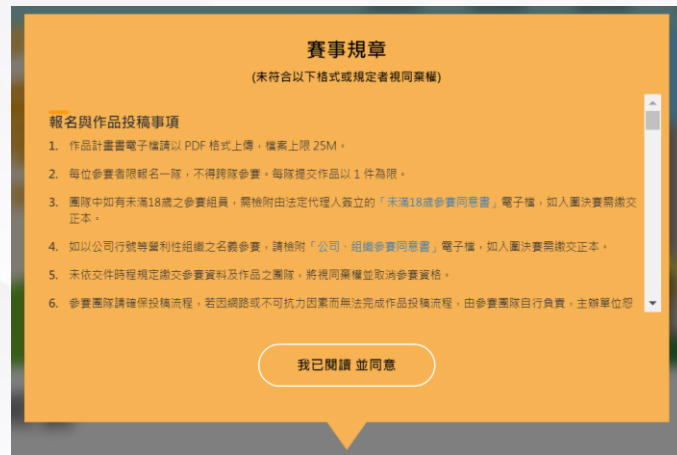 賽事規章
(未符合以下格式或規定者視同棄權)
報名與作品投稿事項
1. 作品計畫書電子檔請以 PDF 格式上傳，檔案上限 25M。
2. 每位參賽者限報名一隊，不得跨隊參賽。每隊提交作品以 1 件為限。
3. 團隊中如有未滿18歲之參賽組員，需檢附由法定代理人簽立的「未滿18歲參賽同意書」電子檔，如入圍決賽需繳交
正本。
4. 如以公司行號等營利性組織之名義參賽，請檢附「公司、組織參賽同意書」電子檔，如入圍決賽需繳交正本。
5. 未依交件時程規定繳交參賽資料及作品之團隊，將視同棄權並取消參賽資格。
6. 參賽團隊請確保投稿流程，若因網路或不可抗力因素而無法完成作品投稿流程，由參賽團隊自行負責，主辦單位恕
我已閱讀 並同意